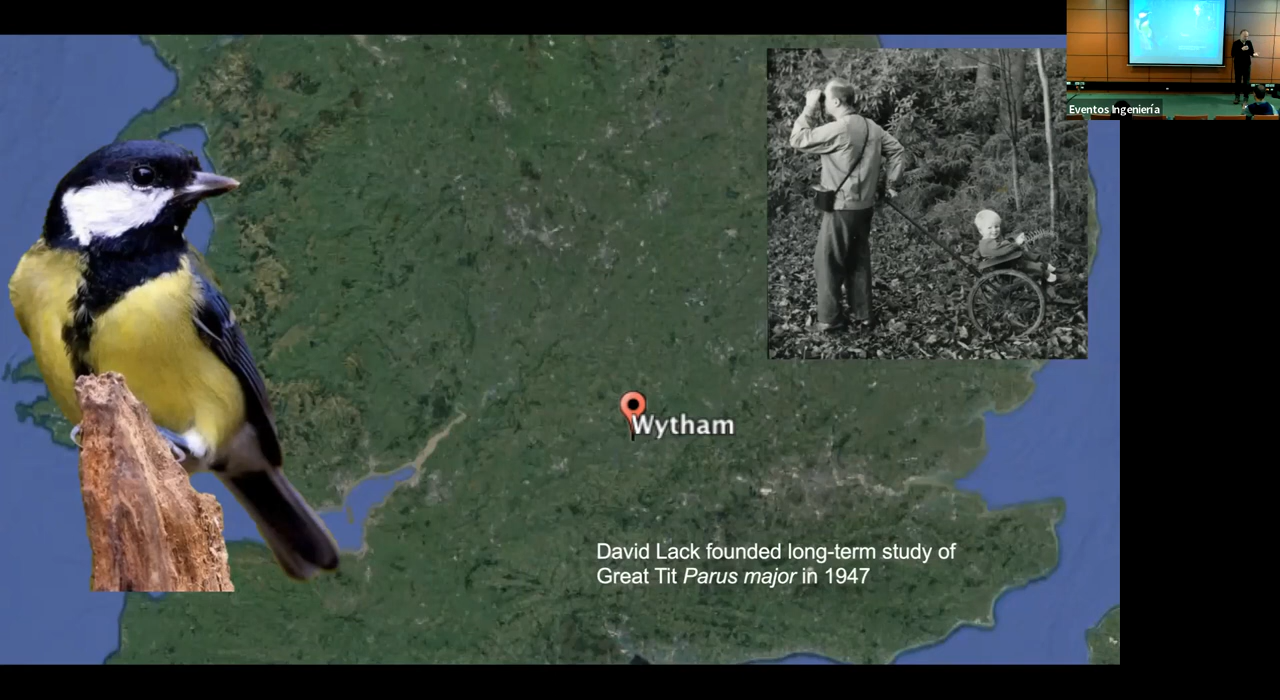 Eventos Ingeniería
Wytham
David Lack founded long-term study of
Great Tit Parus major in 1947